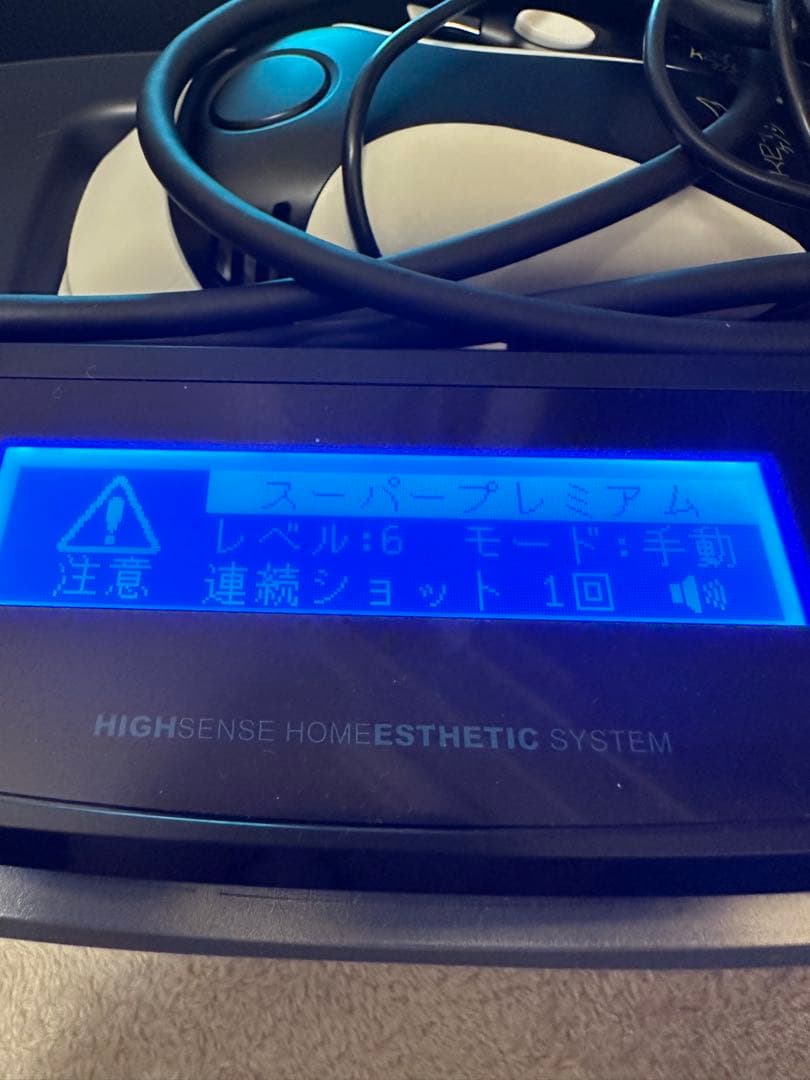 スーパープレミアム
レベル:6 モード:手動
注意 連続ショット 1回
HIGHSENSE HOMEESTHETIC SYSTEM